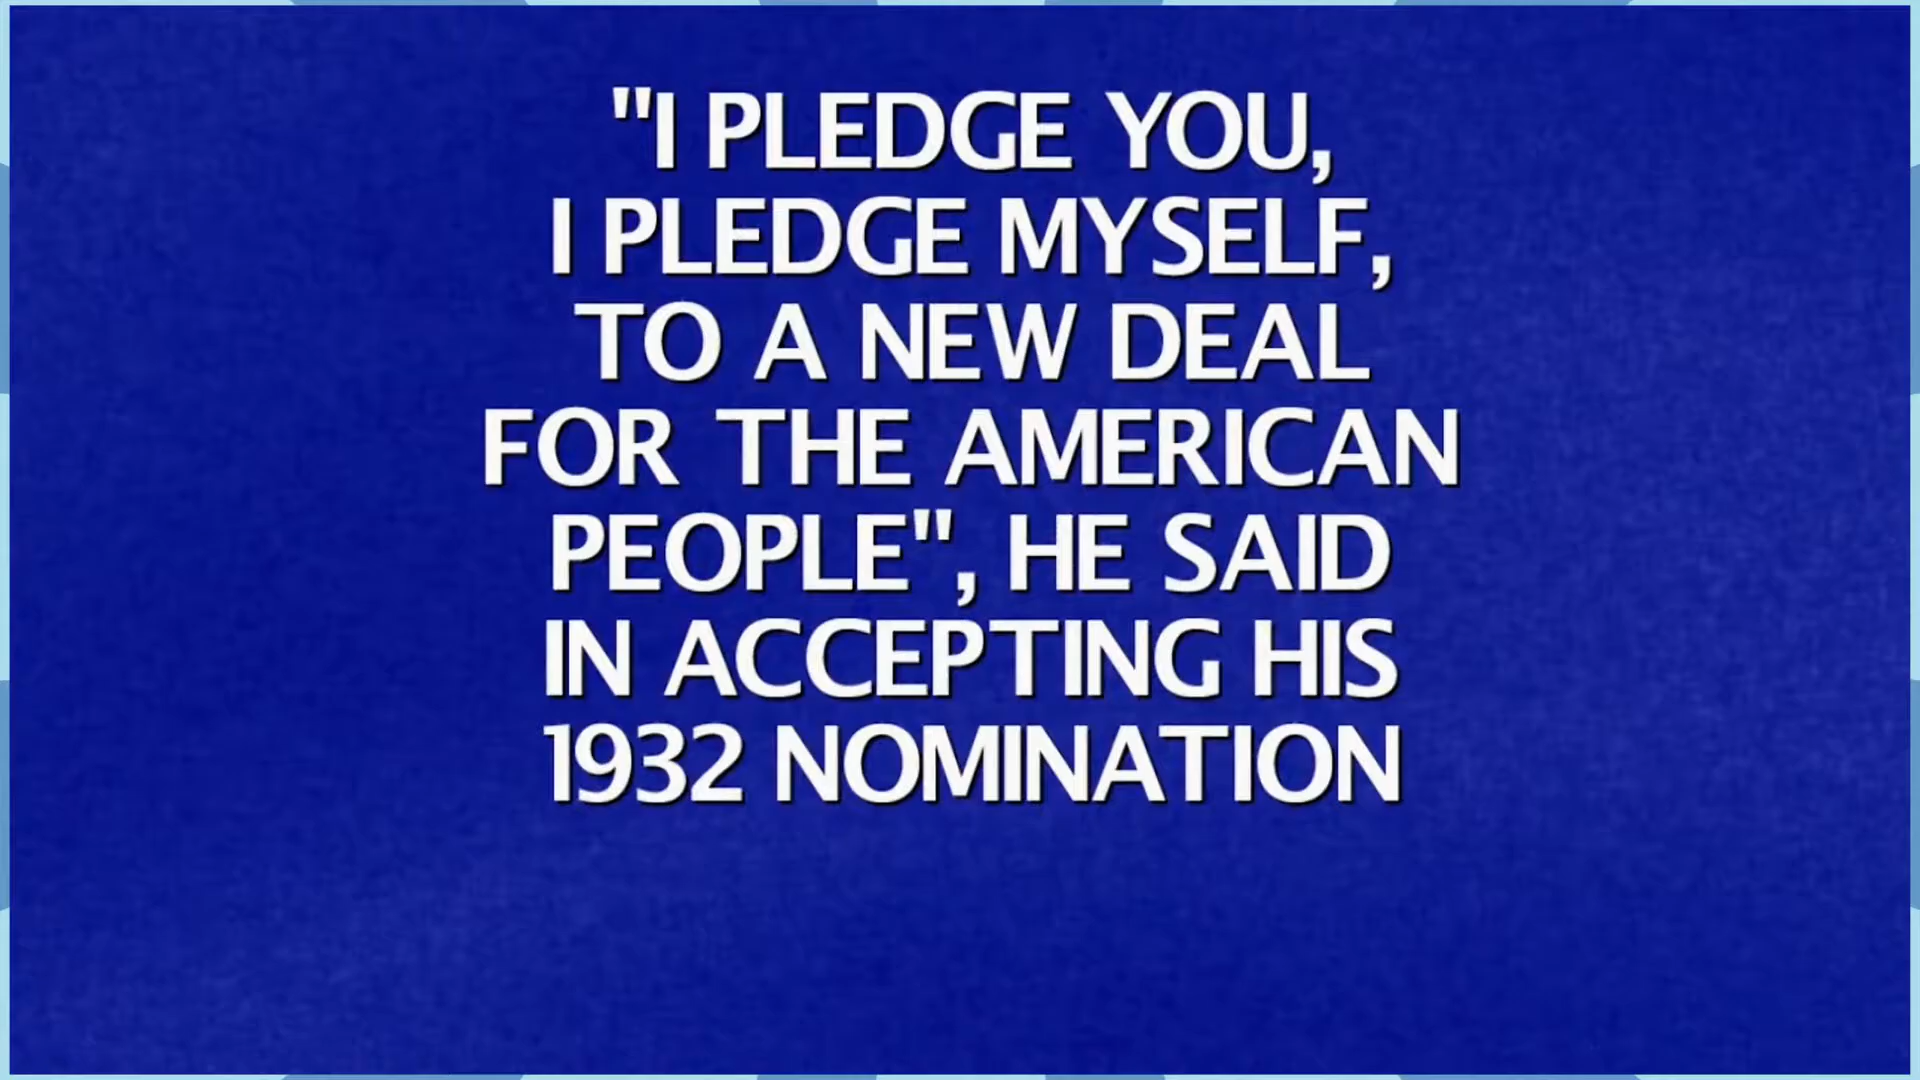 "I PLEDGE YOU,
I PLEDGE MYSELF,
TO A NEW DEAL
FOR THE AMERICAN
PEOPLE", HE SAID
IN ACCEPTING HIS
1932 NOMINATION